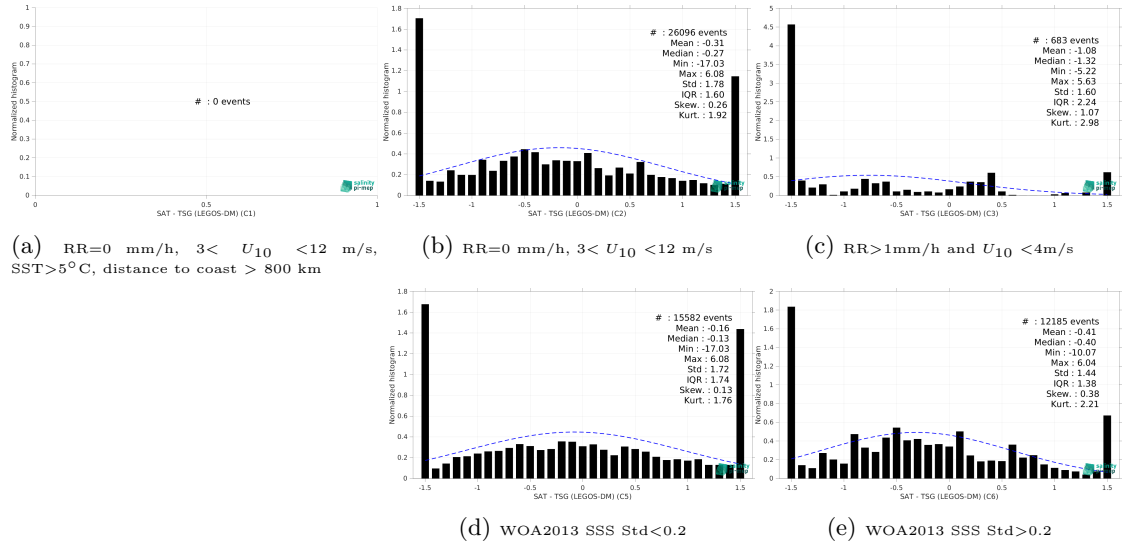 1
0.9
0.8
0.7
0.6
0.5
0.4
0.3
0.2
0.1
0
Normalized histogram
# : 0 events
salinity
pi-mep
0 0.5 1
SAT - TSG (LEGOS-DM) (C1)
(a) RR=0 mm/h, 3< U10 <12 m/s,
SST>5°C, distance to coast > 800 km
1.8
1.6
1.4
1.2
1
0.8
0.6
0.4
0.2
0
Normalized histogram
# : 26096 events
Mean : -0.31
Median : -0.27
Min : -17.03
Max : 6.08
Std : 1.78
IQR : 1.60
Skew. : 0.26
Kurt. : 1.92
salinity
pi-mep
-1.5 -1 -0.5 0 0.5 1 1.5
SAT - TSG (LEGOS-DM) (C2)
(b) RR=0 mm/h, 3< U10 <12 m/s
5
4.5
4
3.5
3
2.5
2
1.5
1
0.5
0
Normalized histogram
# : 683 events
Mean : -1.08
Median : -1.32
Min : -5.22
Max : 5.63
Std : 1.60
IQR : 2.24
Skew. : 1.07
Kurt. : 2.98
salinity
pi-mep
-1.5 -1 -0.5 0 0.5 1 1.5
SAT - TSG (LEGOS-DM) (C3)
(c) RR>1mm/h and U10 <4m/s
1.8
1.6
1.4
1.2
1
0.8
0.6
0.4
0.2
0
Normalized histogram
# : 15582 events
Mean : -0.16
Median : -0.13
Min : -17.03
Max : 6.08
Std : 1.72
IQR : 1.74
Skew. : 0.13
Kurt. : 1.76
salinity
pi-mep
-1.5 -1 -0.5 0 0.5 1 1.5
SAT - TSG (LEGOS-DM) (C5)
(d) WOA2013 SSS Std<0.2
2
1.8
1.6
1.4
1.2
1
0.8
0.6
0.4
0.2
0
Normalized histogram
# : 12185 events
Mean : -0.41
Median : -0.40
Min : -10.07
Max : 6.04
Std : 1.44
IQR : 1.38
Skew. : 0.38
Kurt. : 2.21
salinity
pi-mep
-1.5 -1 -0.5 0 0.5 1 1.5
SAT - TSG (LEGOS-DM) (C6)
(e) WOA2013 SSS Std>0.2